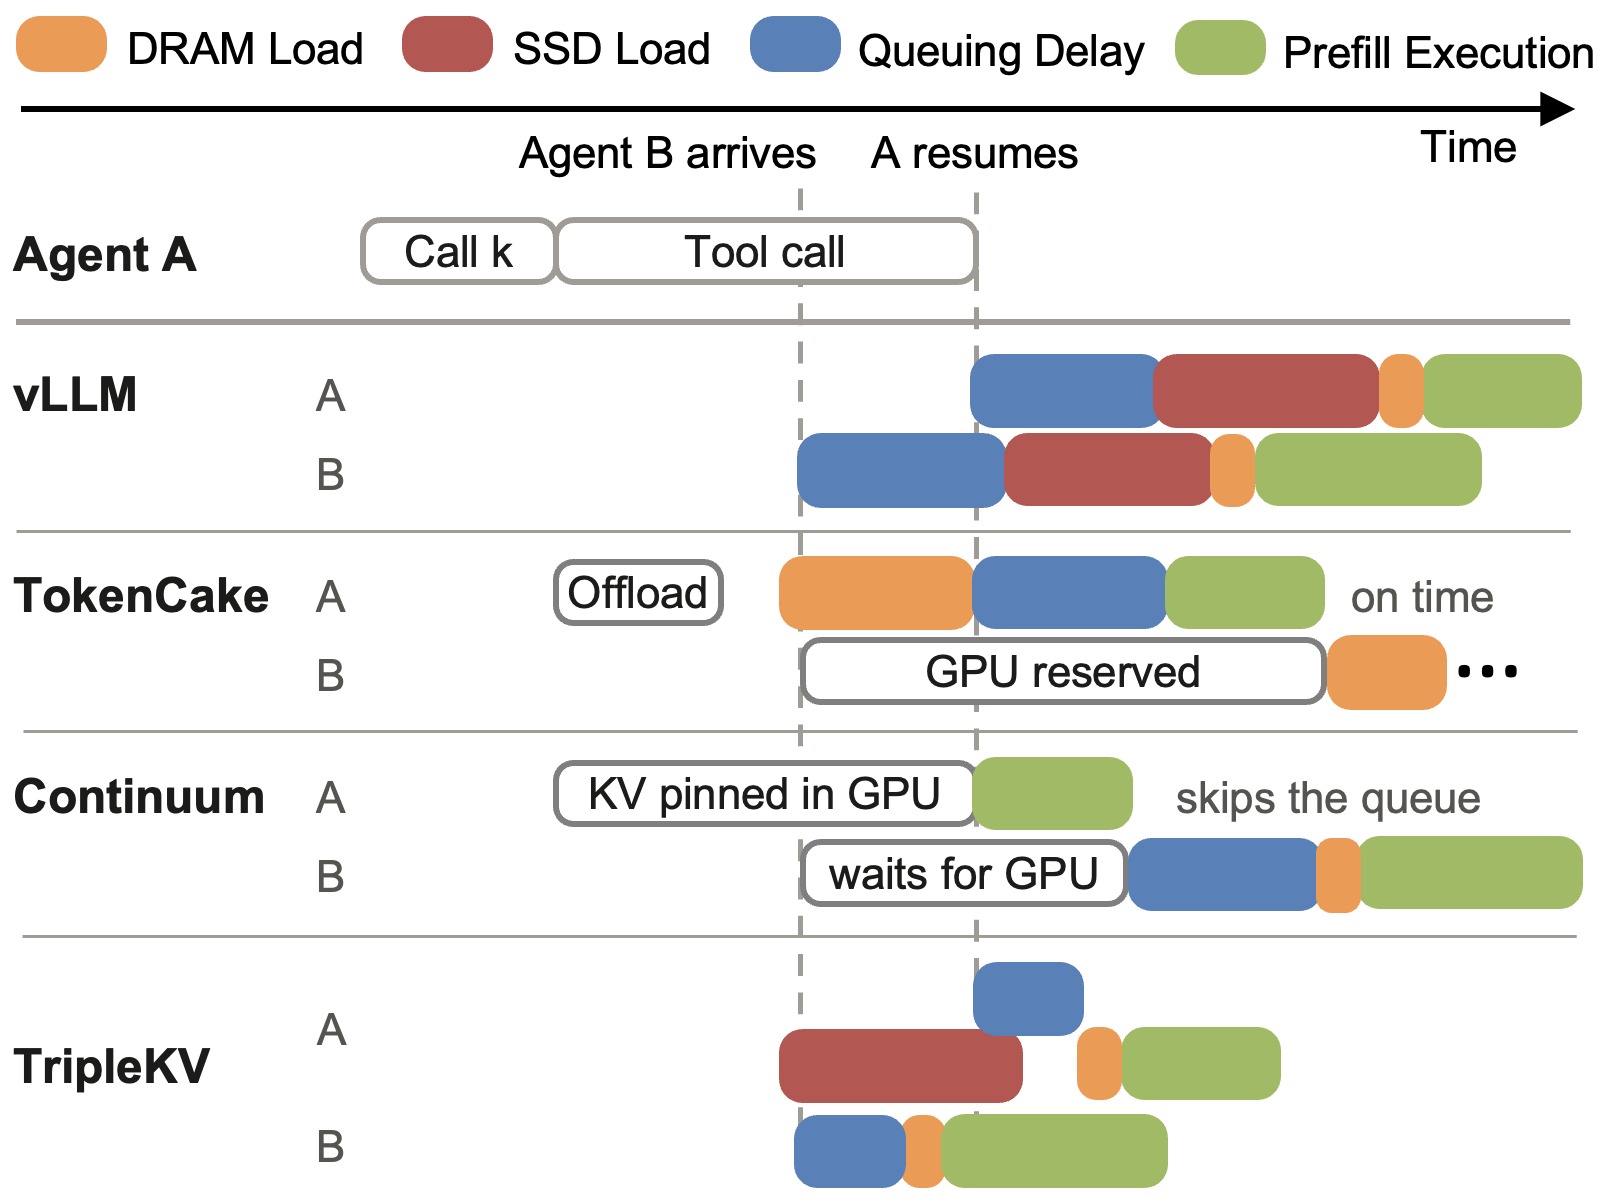 DRAM Load
SSD Load
Queuing Delay
Prefill Execution
Agent B arrives
A resumes
Time
Agent A
Call k
Tool call
vLLM
A
B
TokenCake
A
Offload
on time
B
GPU reserved
...
Continuum
A
KV pinned in GPU
skips the queue
B
waits for GPU
TripleKV
A
B